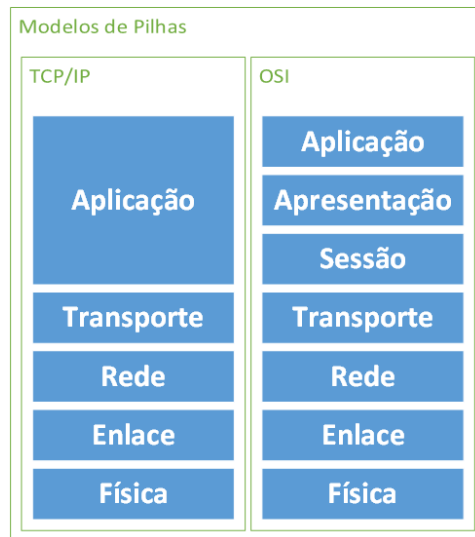 Modelos de Pilhas
TCP/IP
Aplicação
Transporte
Rede
Enlace
Física
OSI
Aplicação
Apresentação
Sessão
Transporte
Rede
Enlace
Física